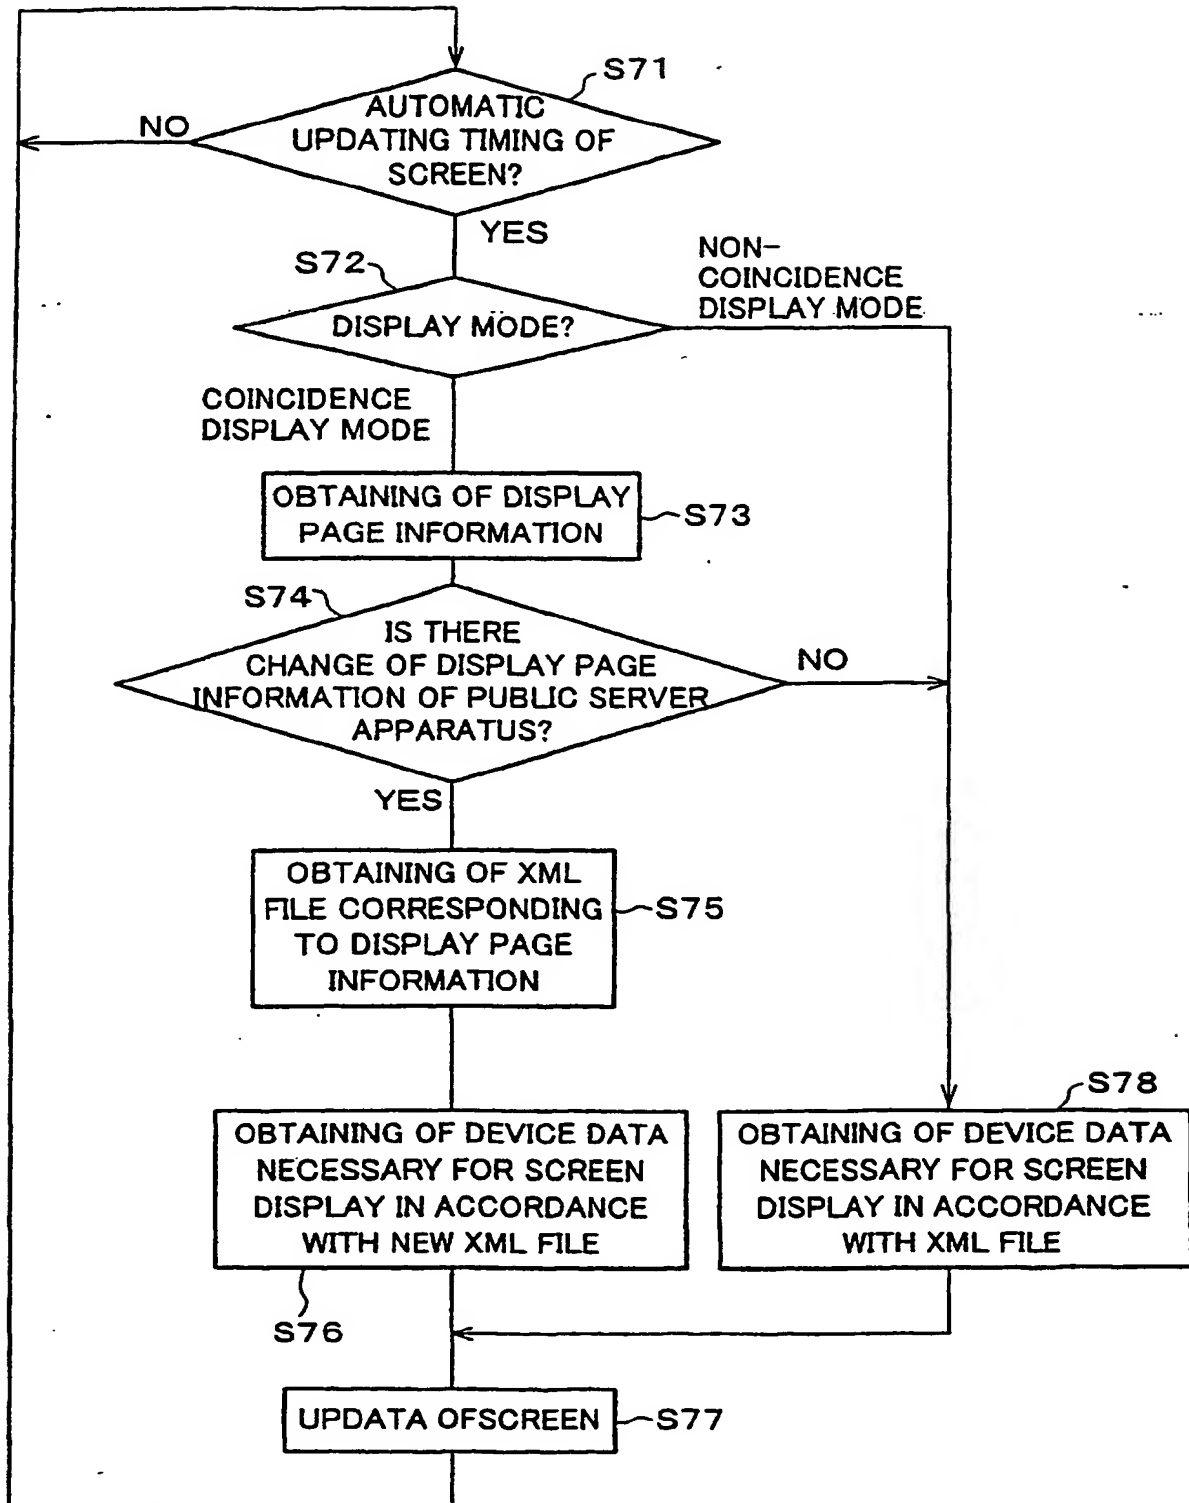 S71
AUTOMATIC
UPDATING TIMING OF
SCREEN?
NO
YES
S72
DISPLAY MODE?
NON-
COINCIDENCE
DISPLAY MODE
COINCIDENCE
DISPLAY MODE
OBTAINING OF DISPLAY
PAGE INFORMATION
S73
S74
IS THERE
CHANGE OF DISPLAY PAGE
INFORMATION OF PUBLIC SERVER
APPARATUS?
NO
YES
OBTAINING OF XML
FILE CORRESPONDING
TO DISPLAY PAGE
INFORMATION
S75
OBTAINING OF DEVICE DATA
NECESSARY FOR SCREEN
DISPLAY IN ACCORDANCE
WITH NEW XML FILE
S76
S78
OBTAINING OF DEVICE DATA
NECESSARY FOR SCREEN
DISPLAY IN ACCORDANCE
WITH XML FILE
UPDATA OFSCREEN
S77